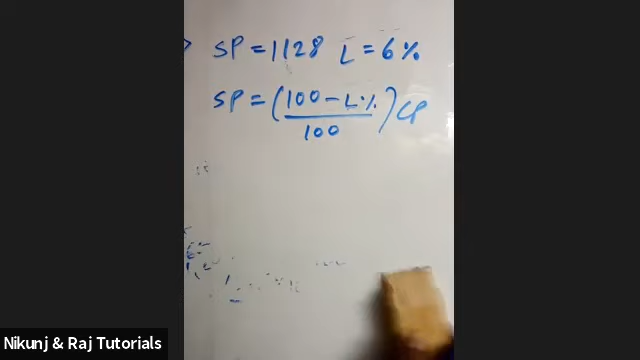 SP = 1128 L = 6%
SP = (100 - L% / 100) CP
Nikunj & Raj Tutorials